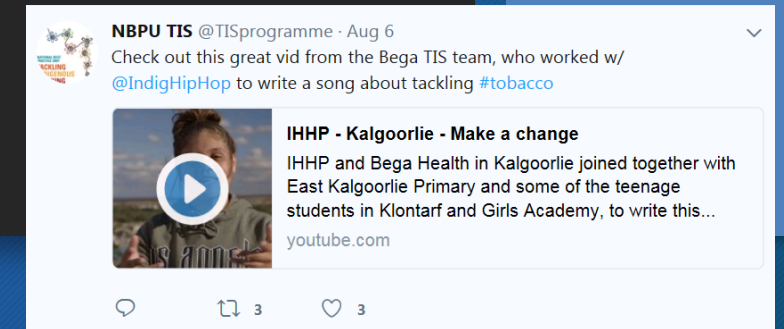 NBPU TIS @TISprogramme · Aug 6
Check out this great vid from the Bega TIS team, who worked w/
@IndigHipHop to write a song about tackling #tobacco
IHHP - Kalgoorlie - Make a change
IHHP and Bega Health in Kalgoorlie joined together with
East Kalgoorlie Primary and some of the teenage
students in Klontarf and Girls Academy, to write this...
youtube.com
3
3